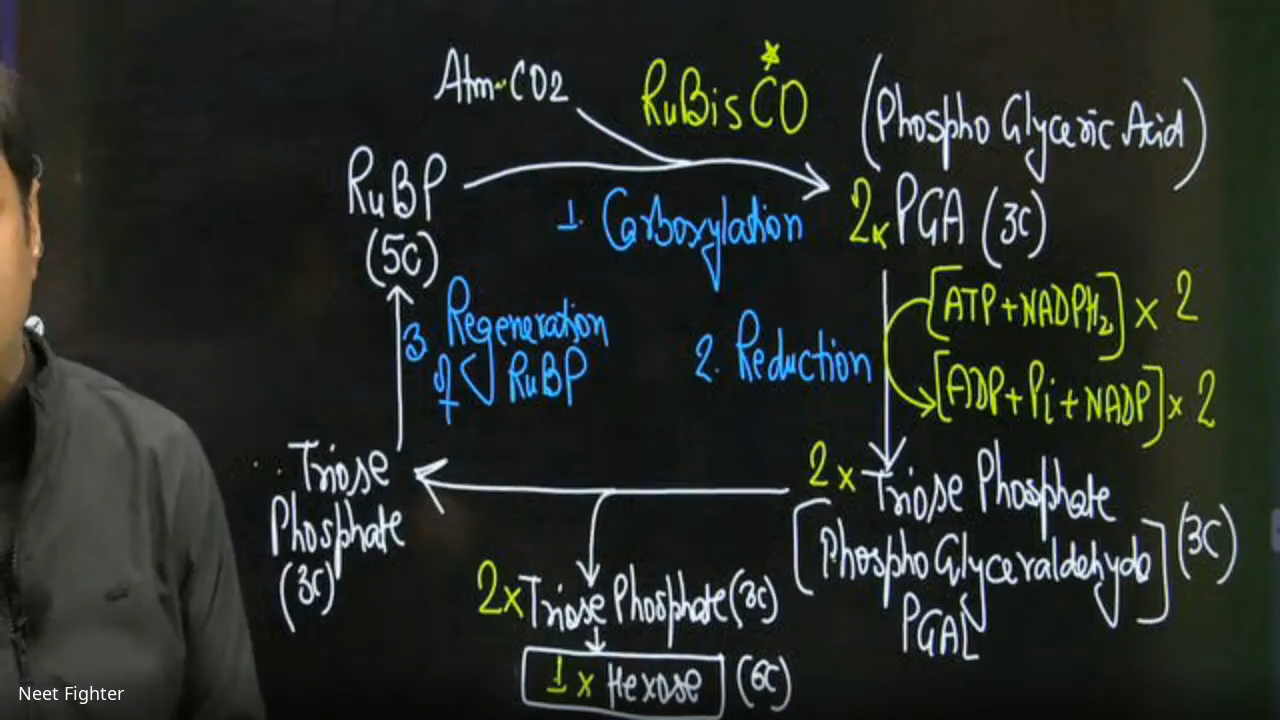 Atm-CO2
RuBisCO
(Phospho Glyceric Acid)
RuBP
(5C)
1. Carboxylation
2x PGA (3C)
[ATP+NADPH2] x 2
3. Regeneration
of RuBP
2. Reduction
[ADP+Pi+NADP] x 2
Triose
Phosphate
(3C)
2 x Triose Phosphate
[Phospho Glyceraldehyde] (3C)
PGAL
2x Triose Phosphate (3C)
1 x Hexose (6C)
Neet Fighter